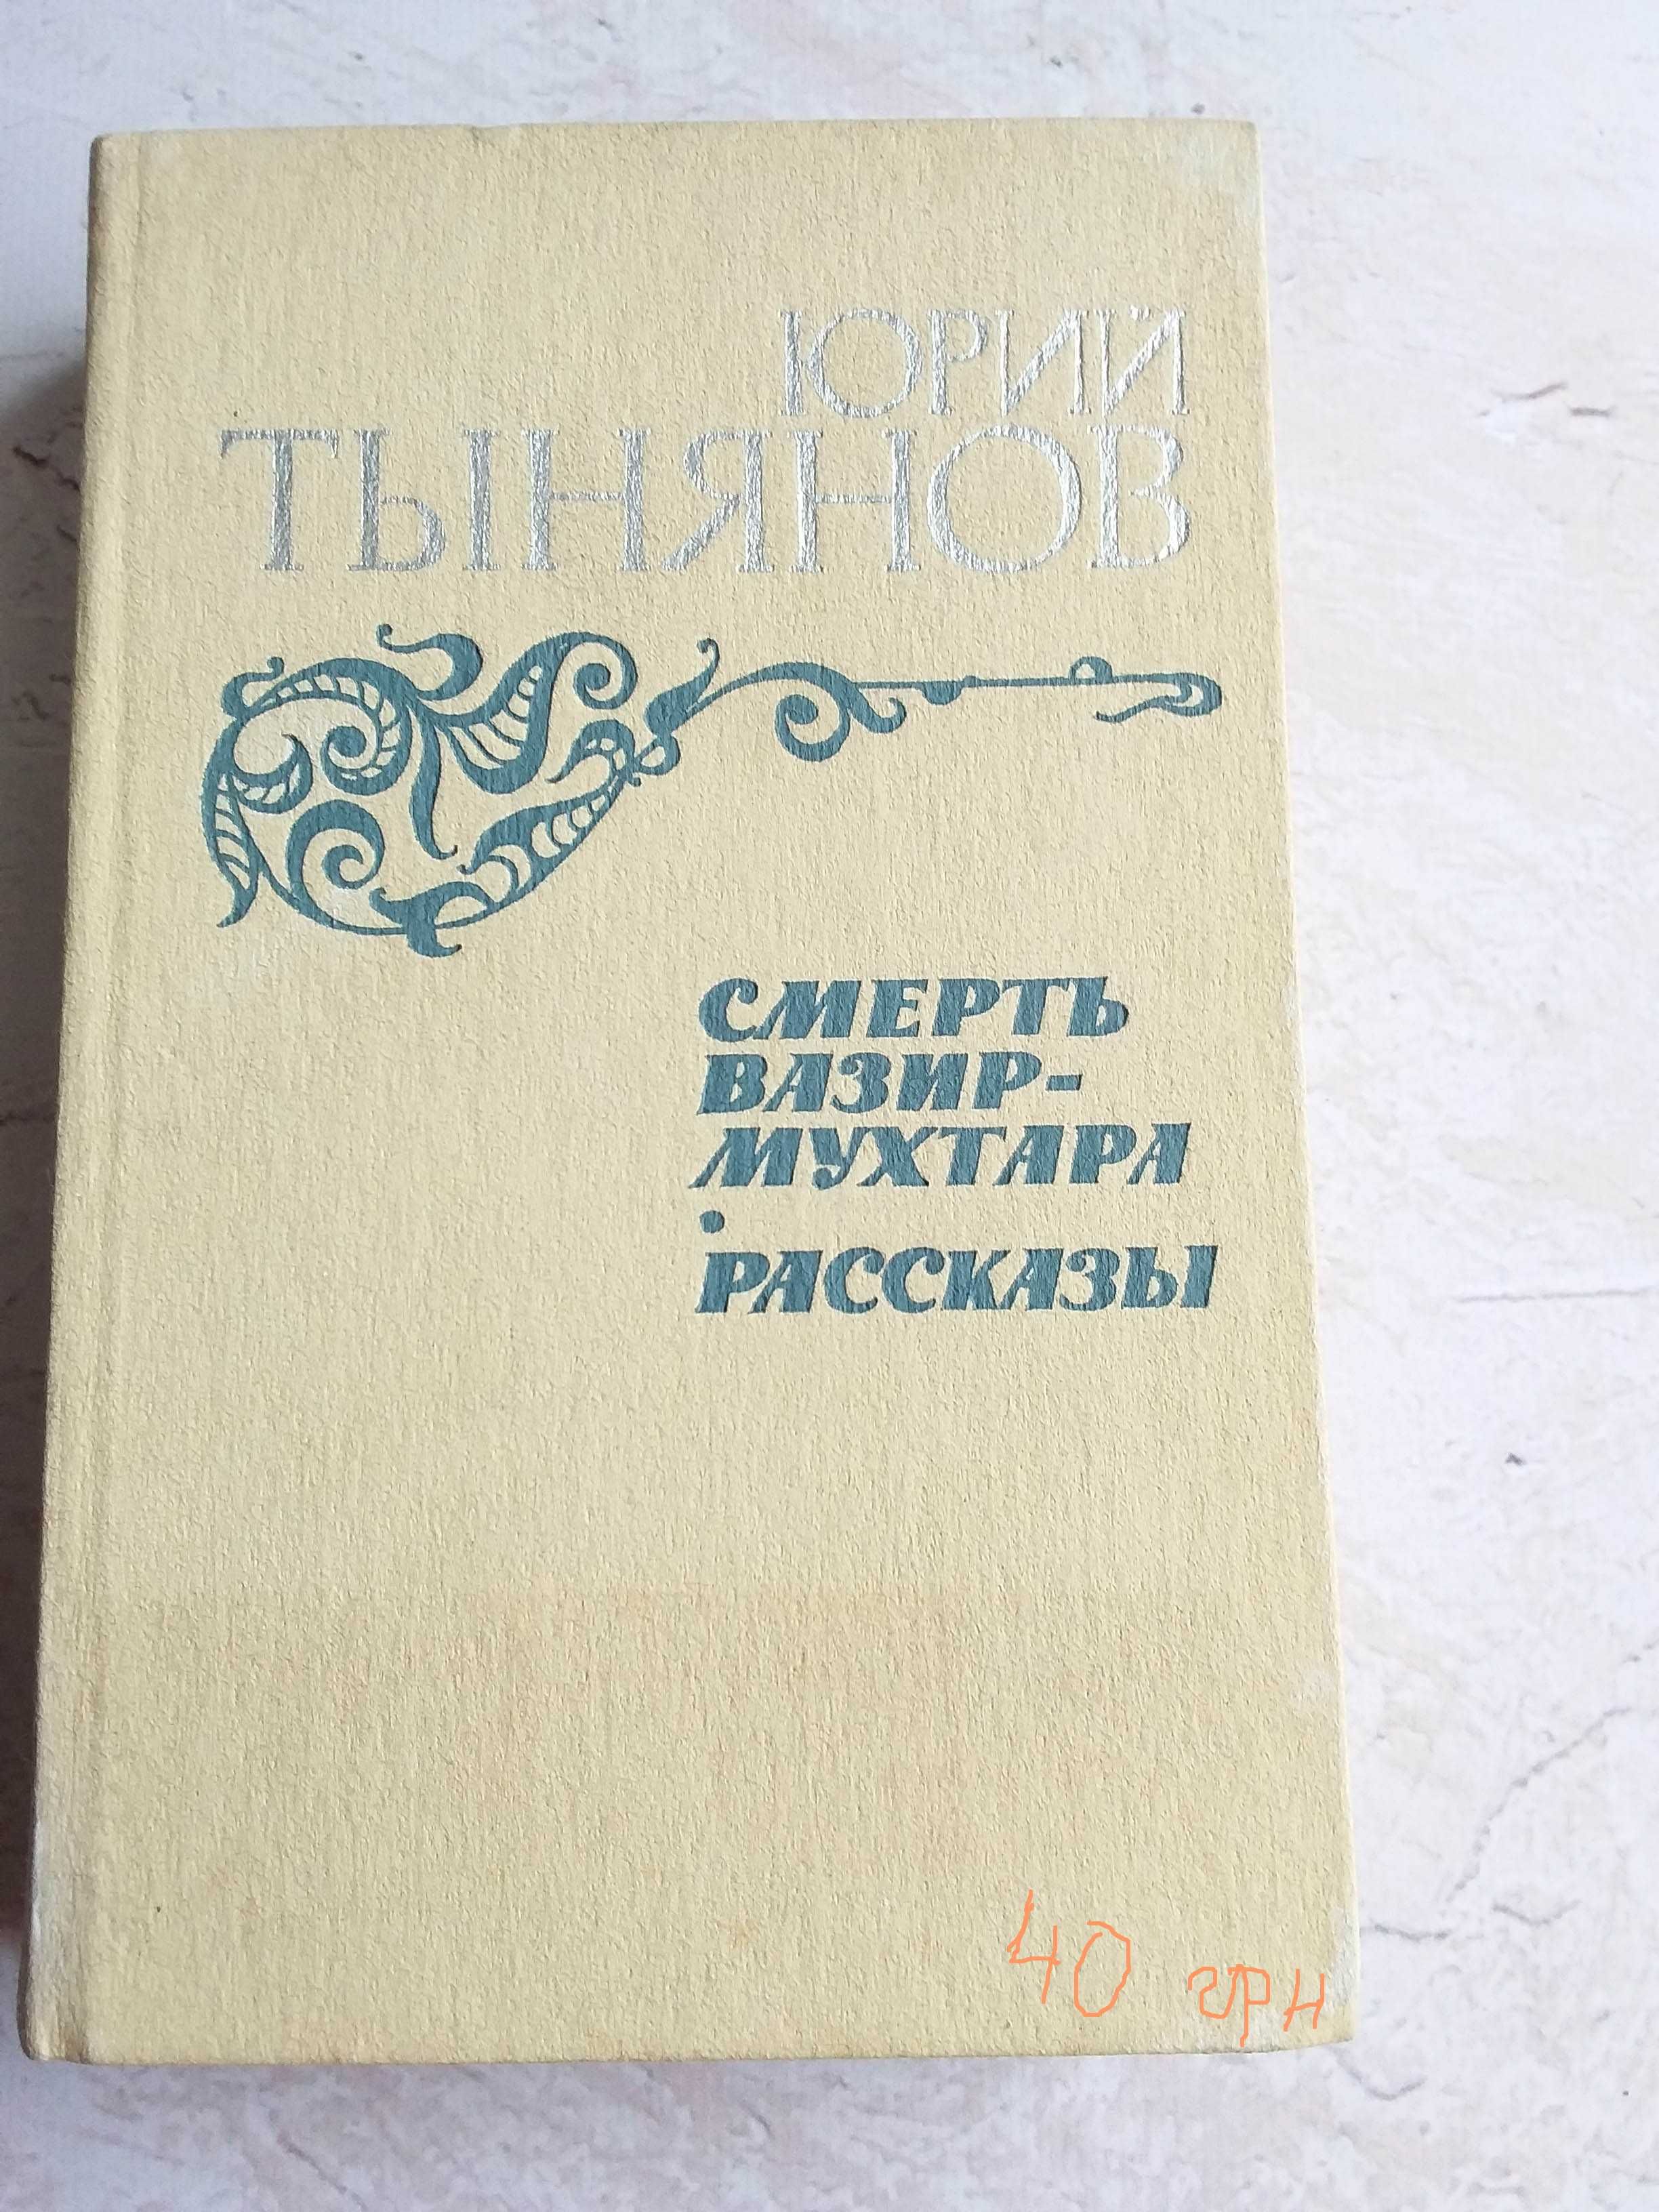 ЮРИЙ
ТЫНЯНОВ
СМЕРТЬ
ВАЗИР-
МУХТАРА
•
РАССКАЗЫ
40 грн